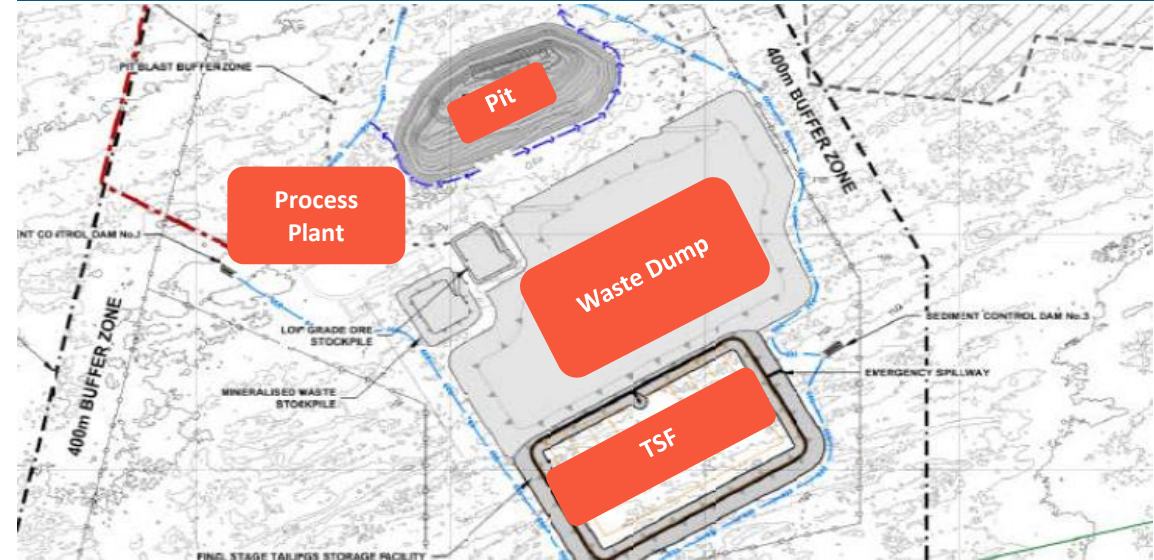 PIT BLAST BUFFER ZONE
Pit
400m BUFFER ZONE
Process
Plant
NT CONTROL DAM No.
Waste Dump
LOW GRADE ORE
STOCKPILE
SEDIMENT CONTROL DAM No.3
EMERGENCY SPILLWAY
MINERALISED WASTE
STOCKPILE
400m BUFFER ZONE
TSF
FINAL STAGE TAILINGS STORAGE FACILITY